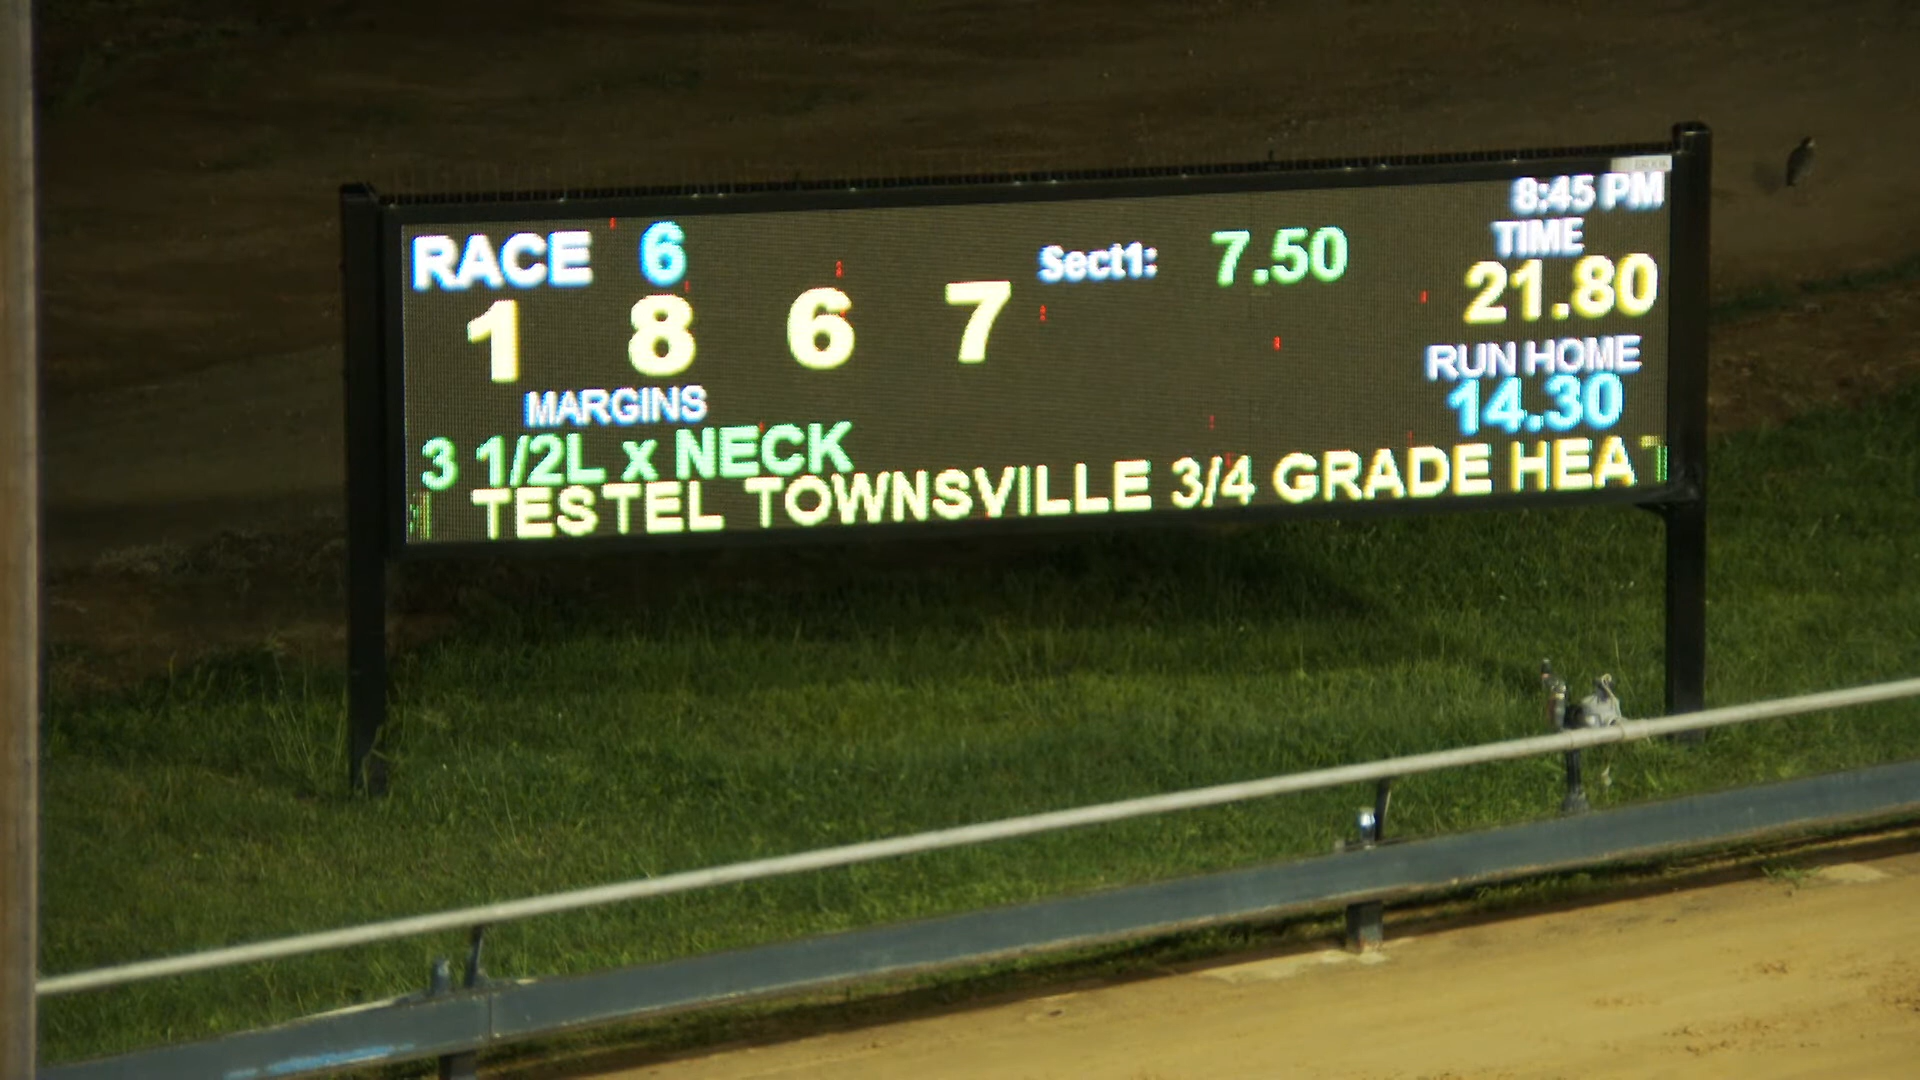 8:45 PM
RACE 6 Sect1: 7.50 TIME
21.80
1 8 6 7
RUN HOME
14.30
MARGINS
3 1/2L x NECK
TESTEL TOWNSVILLE 3/4 GRADE HEAT